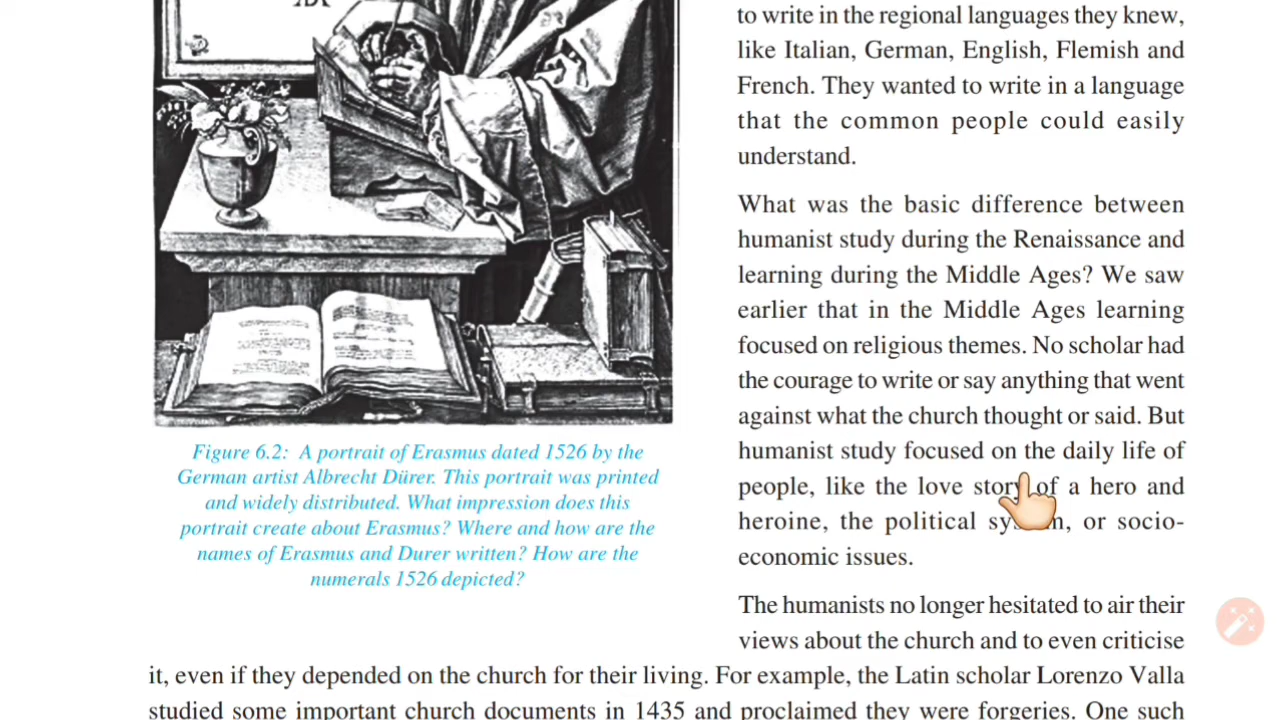 to write in the regional languages they knew,
like Italian, German, English, Flemish and
French. They wanted to write in a language
that the common people could easily
understand.
What was the basic difference between
humanist study during the Renaissance and
learning during the Middle Ages? We saw
earlier that in the Middle Ages learning
focused on religious themes. No scholar had
the courage to write or say anything that went
against what the church thought or said. But
humanist study focused on the daily life of
people, like the love story of a hero and
heroine, the political system, or socio-
economic issues.
Figure 6.2: A portrait of Erasmus dated 1526 by the
German artist Albrecht Dürer. This portrait was printed
and widely distributed. What impression does this
portrait create about Erasmus? Where and how are the
names of Erasmus and Durer written? How are the
numerals 1526 depicted?
The humanists no longer hesitated to air their
views about the church and to even criticise
it, even if they depended on the church for their living. For example, the Latin scholar Lorenzo Valla
studied some important church documents in 1435 and proclaimed they were forgeries. One such